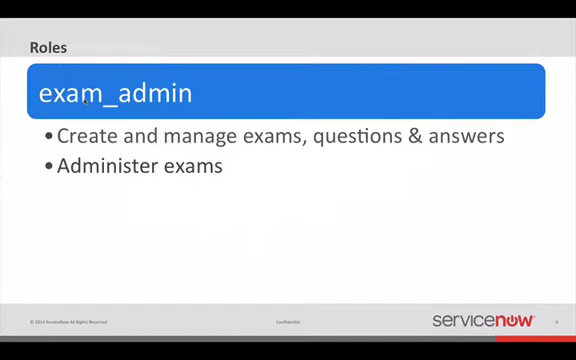 Roles
exam_admin
• Create and manage exams, questions & answers
• Administer exams
© 2014 ServiceNow All Rights Reserved
Confidential
servicenow